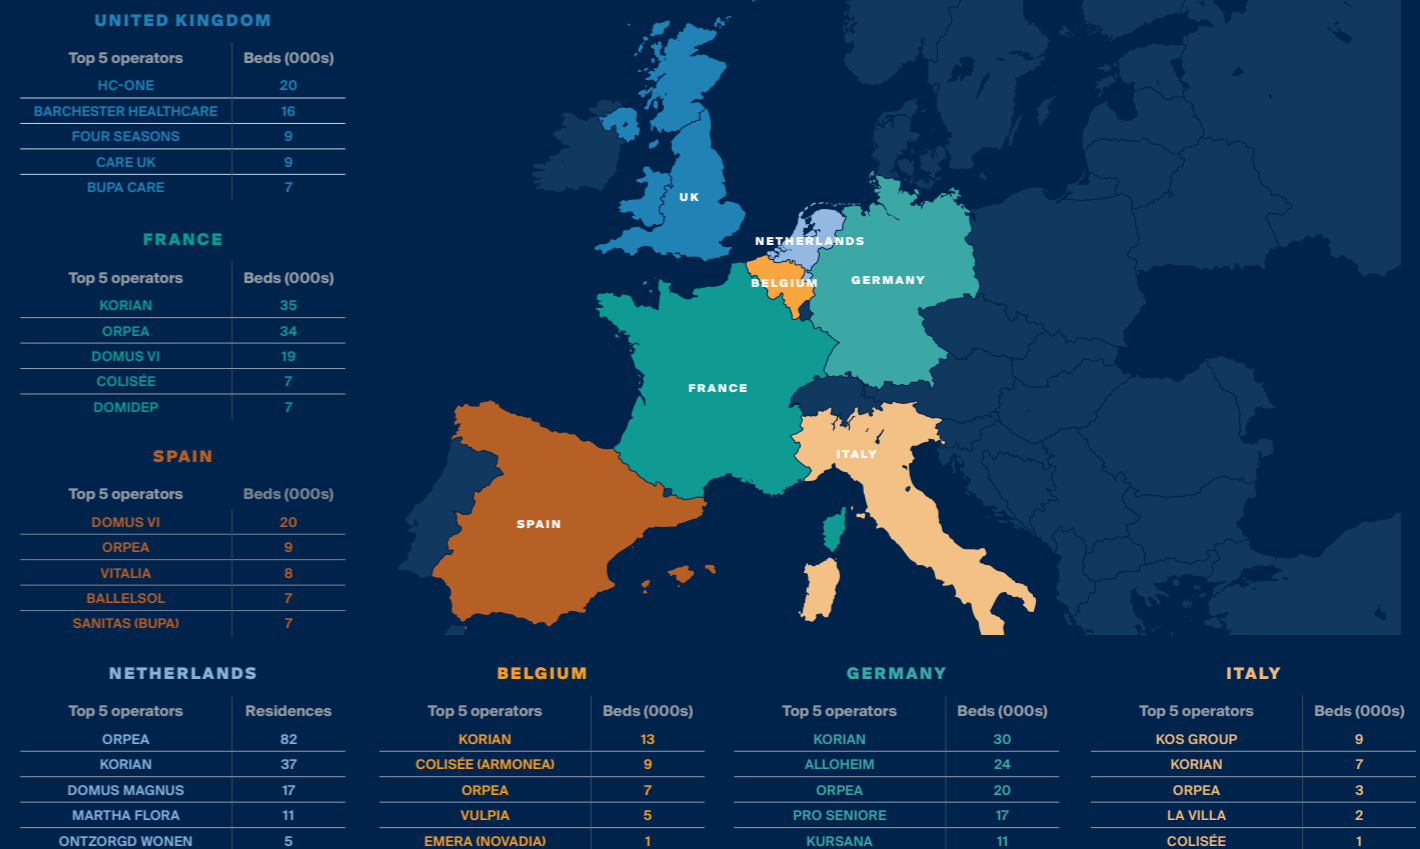 UNITED KINGDOM
Top 5 operators Beds (000s)
HC-ONE 20
BARCHESTER HEALTHCARE 16
FOUR SEASONS 9
CARE UK 9
BUPA CARE 7
FRANCE
Top 5 operators Beds (000s)
KORIAN 35
ORPEA 34
DOMUS VI 19
COLISÉE 7
DOMIDEP 7
SPAIN
Top 5 operators Beds (000s)
DOMUS VI 20
ORPEA 9
VITALIA 8
BALLELSOL 7
SANITAS (BUPA) 7
UK
NETHERLANDS
BELGIUM
GERMANY
FRANCE
ITALY
SPAIN
NETHERLANDS
Top 5 operators Residences
ORPEA 82
KORIAN 37
DOMUS MAGNUS 17
MARTHA FLORA 11
ONTZORGD WONEN 5
BELGIUM
Top 5 operators Beds (000s)
KORIAN 13
COLISÉE (ARMONEA) 9
ORPEA 7
VULPIA 5
EMERA (NOVADIA) 1
GERMANY
Top 5 operators Beds (000s)
KORIAN 30
ALLOHEIM 24
ORPEA 20
PRO SENIORE 17
KURSANA 11
ITALY
Top 5 operators Beds (000s)
KOS GROUP 9
KORIAN 7
ORPEA 3
LA VILLA 2
COLISÉE 1